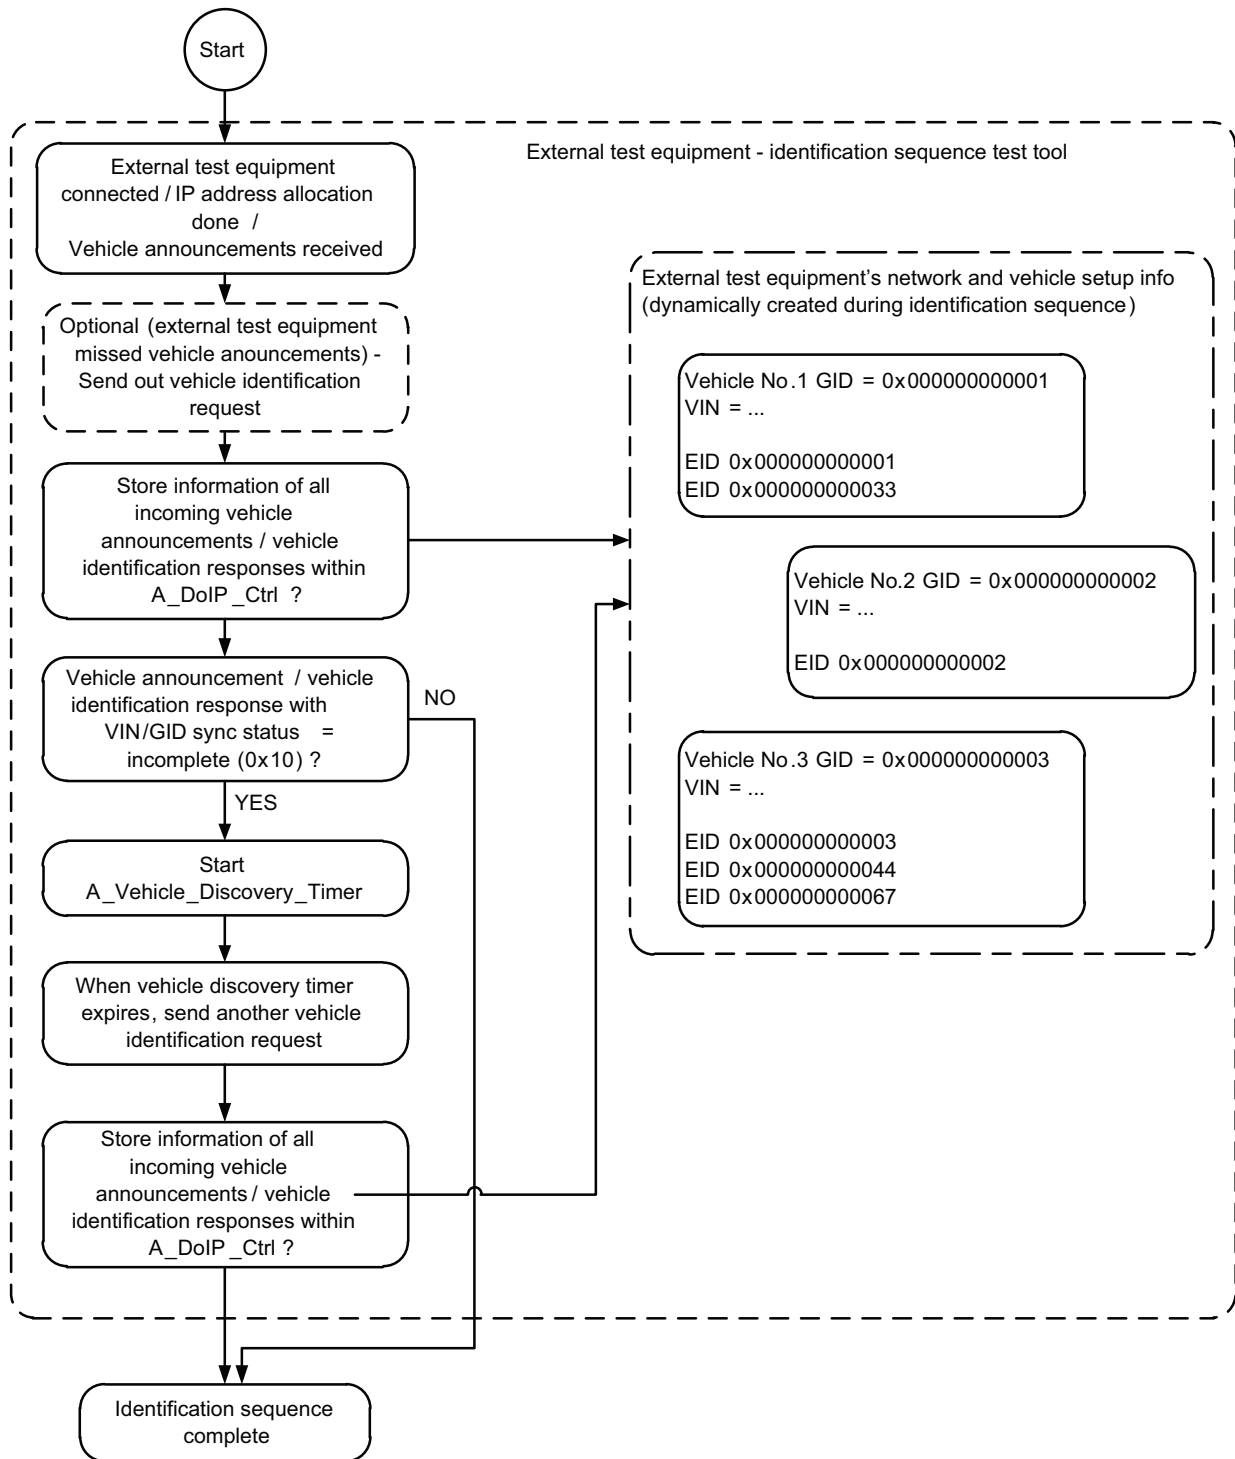 Start
External test equipment - identification sequence test tool
External test equipment
connected / IP address allocation
done /
Vehicle announcements received
Optional (external test equipment
missed vehicle anouncements) -
Send out vehicle identification
request
Store information of all
incoming vehicle
announcements / vehicle
identification responses within
A_DoIP_Ctrl ?
Vehicle announcement / vehicle
identification response with
VIN/GID sync status =
incomplete (0x10) ?
NO
YES
Start
A_Vehicle_Discovery_Timer
When vehicle discovery timer
expires, send another vehicle
identification request
Store information of all
incoming vehicle
announcements / vehicle
identification responses within
A_DoIP_Ctrl ?
Identification sequence
complete
External test equipment's network and vehicle setup info
(dynamically created during identification sequence)
Vehicle No.1 GID = 0x000000000001
VIN = ...
EID 0x000000000001
EID 0x000000000033
Vehicle No.2 GID = 0x000000000002
VIN = ...
EID 0x000000000002
Vehicle No.3 GID = 0x000000000003
VIN = ...
EID 0x000000000003
EID 0x000000000044
EID 0x000000000067